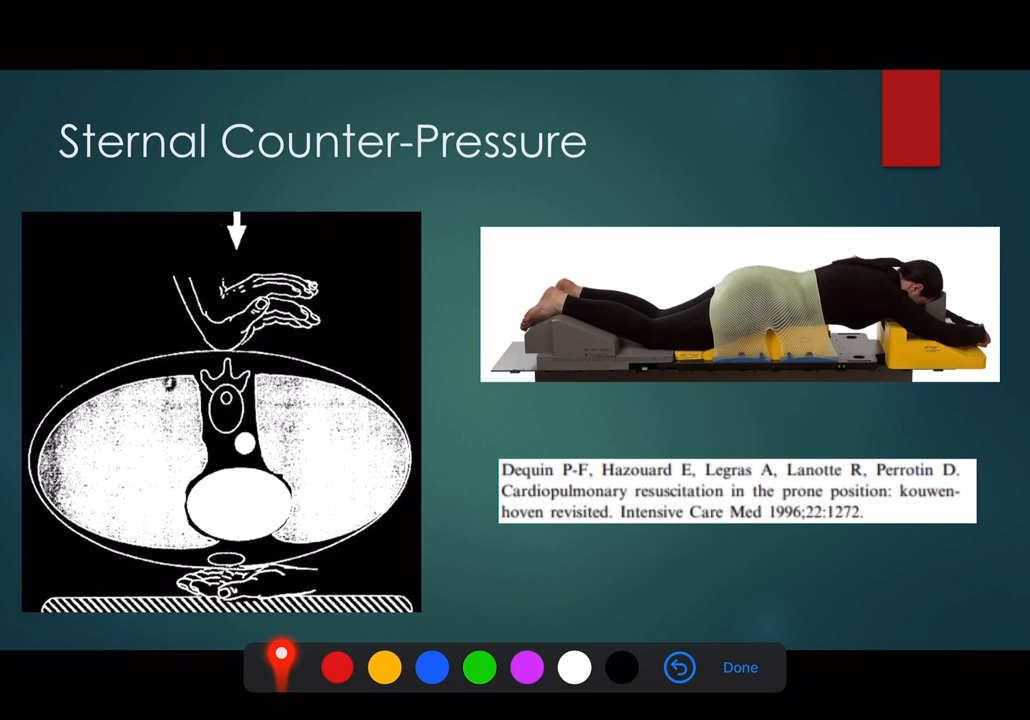 Sternal Counter-Pressure
Dequin P-F, Hazouard E, Legras A, Lanotte R, Perrotin D.
Cardiopulmonary resuscitation in the prone position: kouwen-
hoven revisited. Intensive Care Med 1996;22:1272.
Done